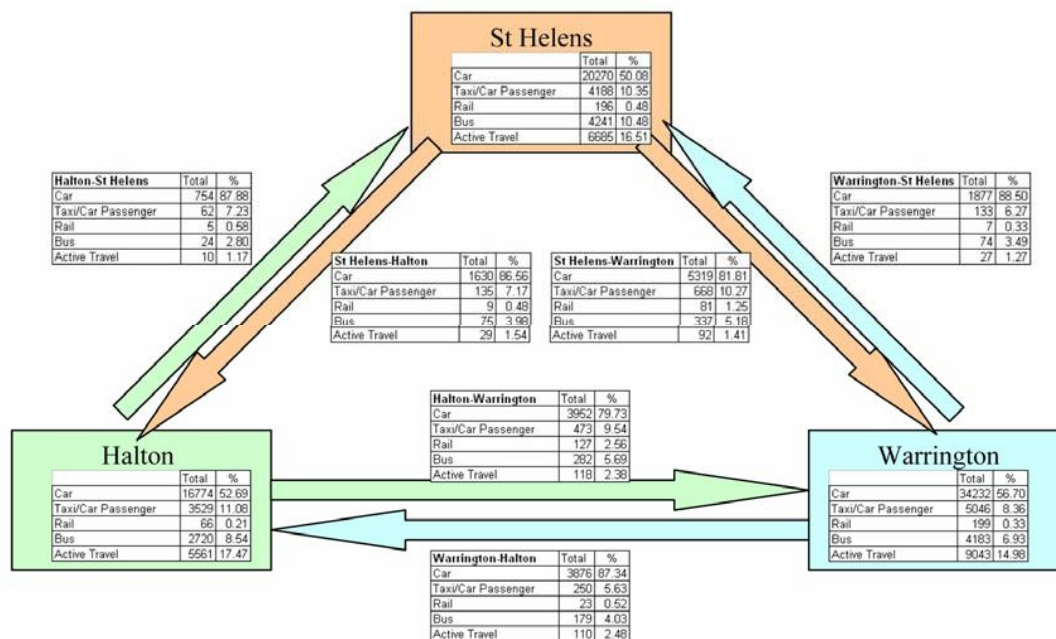 St Helens
Total %
Car 20270 50.08
Taxi/Car Passenger 4188 10.35
Rail 196 0.48
Bus 4241 10.48
Active Travel 6685 16.51
Halton-St Helens Total %
Car 754 87.88
Taxi/Car Passenger 62 7.23
Rail 5 0.58
Bus 24 2.80
Active Travel 10 1.17
Warrington-St Helens Total %
Car 1877 88.50
Taxi/Car Passenger 133 6.27
Rail 7 0.33
Bus 74 3.49
Active Travel 27 1.27
St Helens-Halton Total %
Car 1630 86.56
Taxi/Car Passenger 135 7.17
Rail 9 0.48
Bus 75 3.98
Active Travel 29 1.54
St Helens-Warrington Total %
Car 5319 81.81
Taxi/Car Passenger 668 10.27
Rail 81 1.25
Bus 337 5.18
Active Travel 92 1.41
Halton-Warrington Total %
Car 3952 79.73
Taxi/Car Passenger 473 9.54
Rail 127 2.56
Bus 282 5.69
Active Travel 118 2.38
Halton
Total %
Car 16774 52.69
Taxi/Car Passenger 3529 11.08
Rail 66 0.21
Bus 2720 8.54
Active Travel 5561 17.47
Warrington
Total %
Car 34232 56.70
Taxi/Car Passenger 5046 8.36
Rail 199 0.33
Bus 4183 6.93
Active Travel 9043 14.98
Warrington-Halton Total %
Car 3876 87.34
Taxi/Car Passenger 250 5.63
Rail 23 0.52
Bus 179 4.03
Active Travel 110 2.48